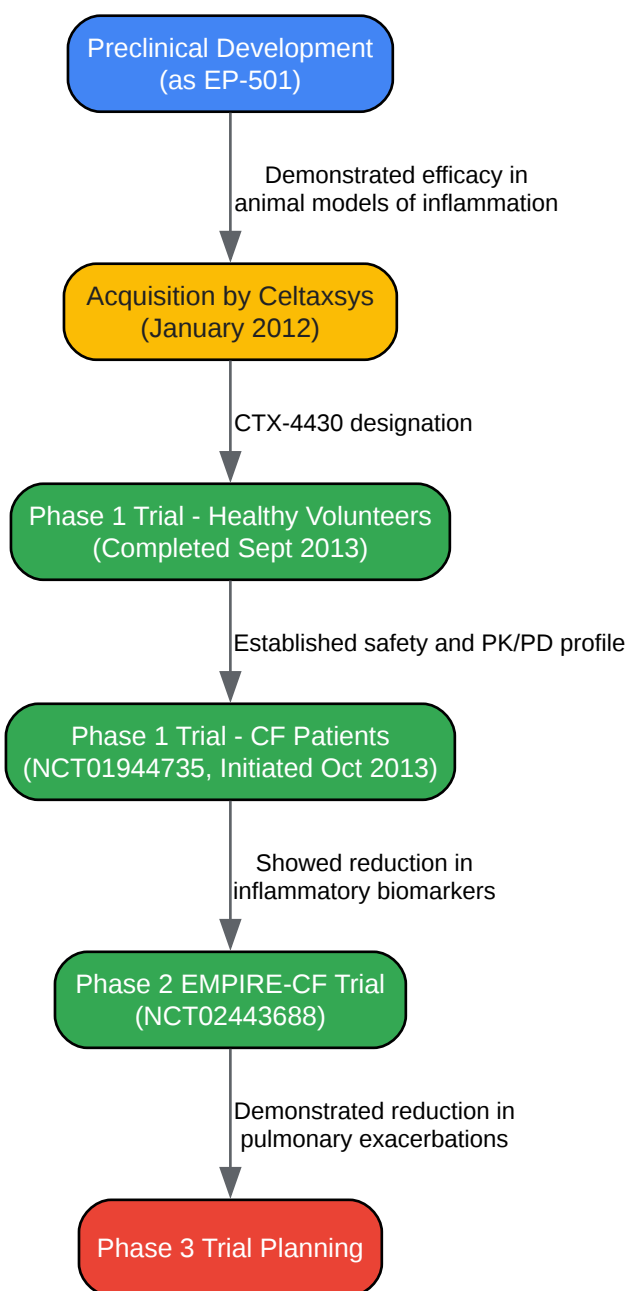 Preclinical Development
(as EP-501)
Demonstrated efficacy in
animal models of inflammation
Acquisition by Celtaxsys
(January 2012)
CTX-4430 designation
Phase 1 Trial - Healthy Volunteers
(Completed Sept 2013)
Established safety and PK/PD profile
Phase 1 Trial - CF Patients
(NCT01944735, Initiated Oct 2013)
Showed reduction in
inflammatory biomarkers
Phase 2 EMPIRE-CF Trial
(NCT02443688)
Demonstrated reduction in
pulmonary exacerbations
Phase 3 Trial Planning